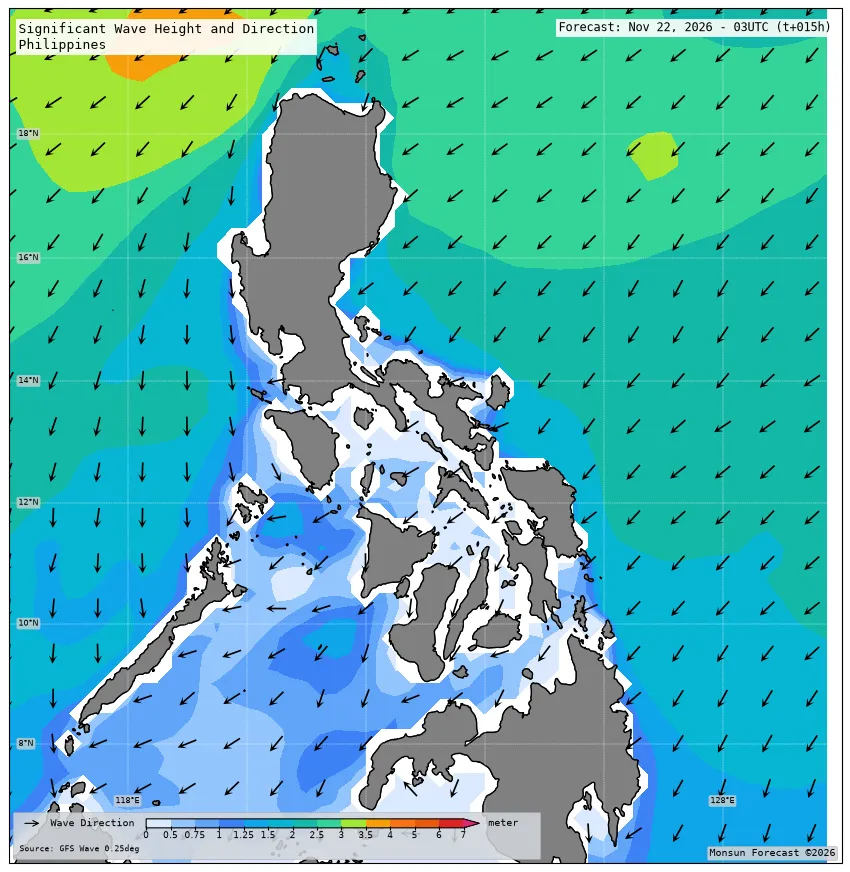 Significant Wave Height and Direction
Philippines
Forecast: Nov 22, 2026 - 03UTC (t+015h)
18°N
16°N
14°N
12°N
10°N
8°N
118°E
128°E
Wave Direction
0 0.5 0.75 1 1.25 1.5 2 2.5 3 3.5 4 5 6 7
meter
Source: GFS Wave 0.25deg
Monsun Forecast ©2026